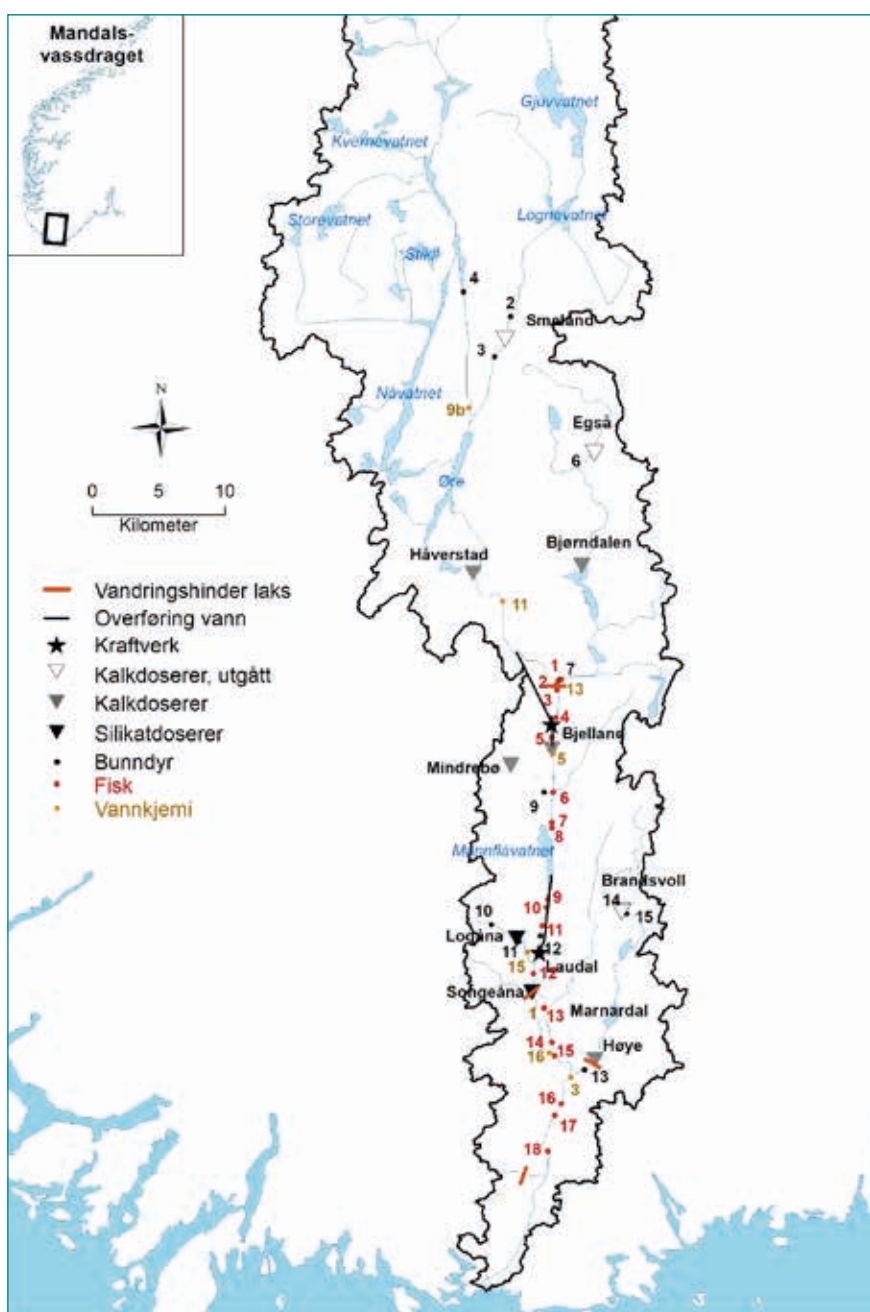 Mandals-
vassdraget
Gjuvvatnet
Kvernevatnet
Storevatnet
Lognevatnet
Stikil
4
2
Smeland
3
Nåvatnet
9b
Egså
6
N
Øre
0 5 10
Kilometer
Håverstad
Bjørndalen
11
Vandringshinder laks
Overføring vann
Kraftverk
Kalkdoserer, utgått
Kalkdoserer
Silikatdoserer
Bunndyr
Fisk
Vannkjemi
1
7
2
13
3
4
Bjelland
5
5
Mindrebø
9
6
7
8
Mannflåvatnet
Brandsvoll
14
15
9
10
10
11
Logåna
11
12
15
Laudal
12
Songeåna
1
13
Marnardal
14
15
16
Høye
13
3
16
17
18